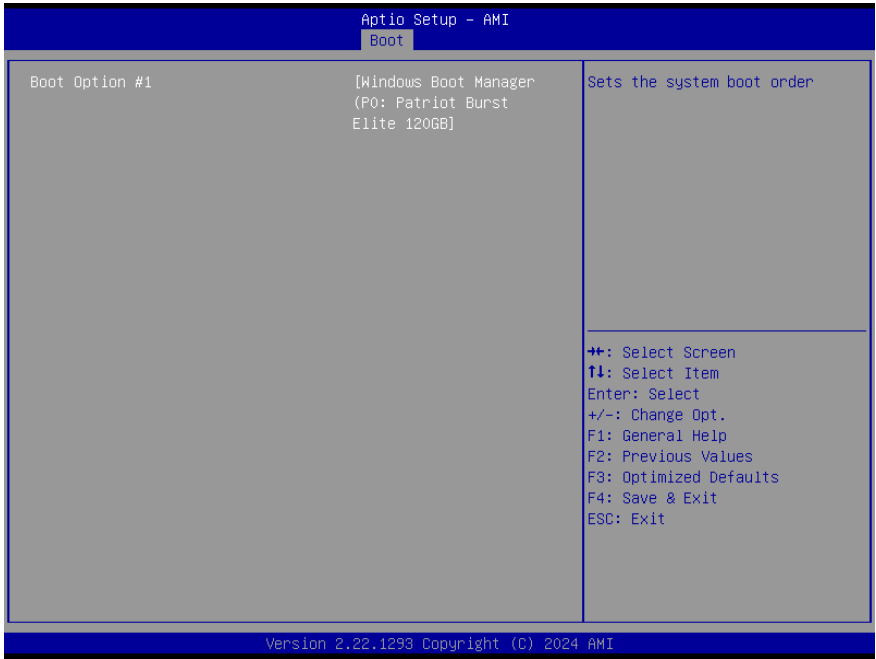 Aptio Setup - AMI
Boot
Boot Option #1
[Windows Boot Manager
(P0: Patriot Burst
Elite 120GB]
Sets the system boot order
→←: Select Screen
↑↓: Select Item
Enter: Select
+/-: Change Opt.
F1: General Help
F2: Previous Values
F3: Optimized Defaults
F4: Save & Exit
ESC: Exit
Version 2.22.1293 Copyright (C) 2024 AMI